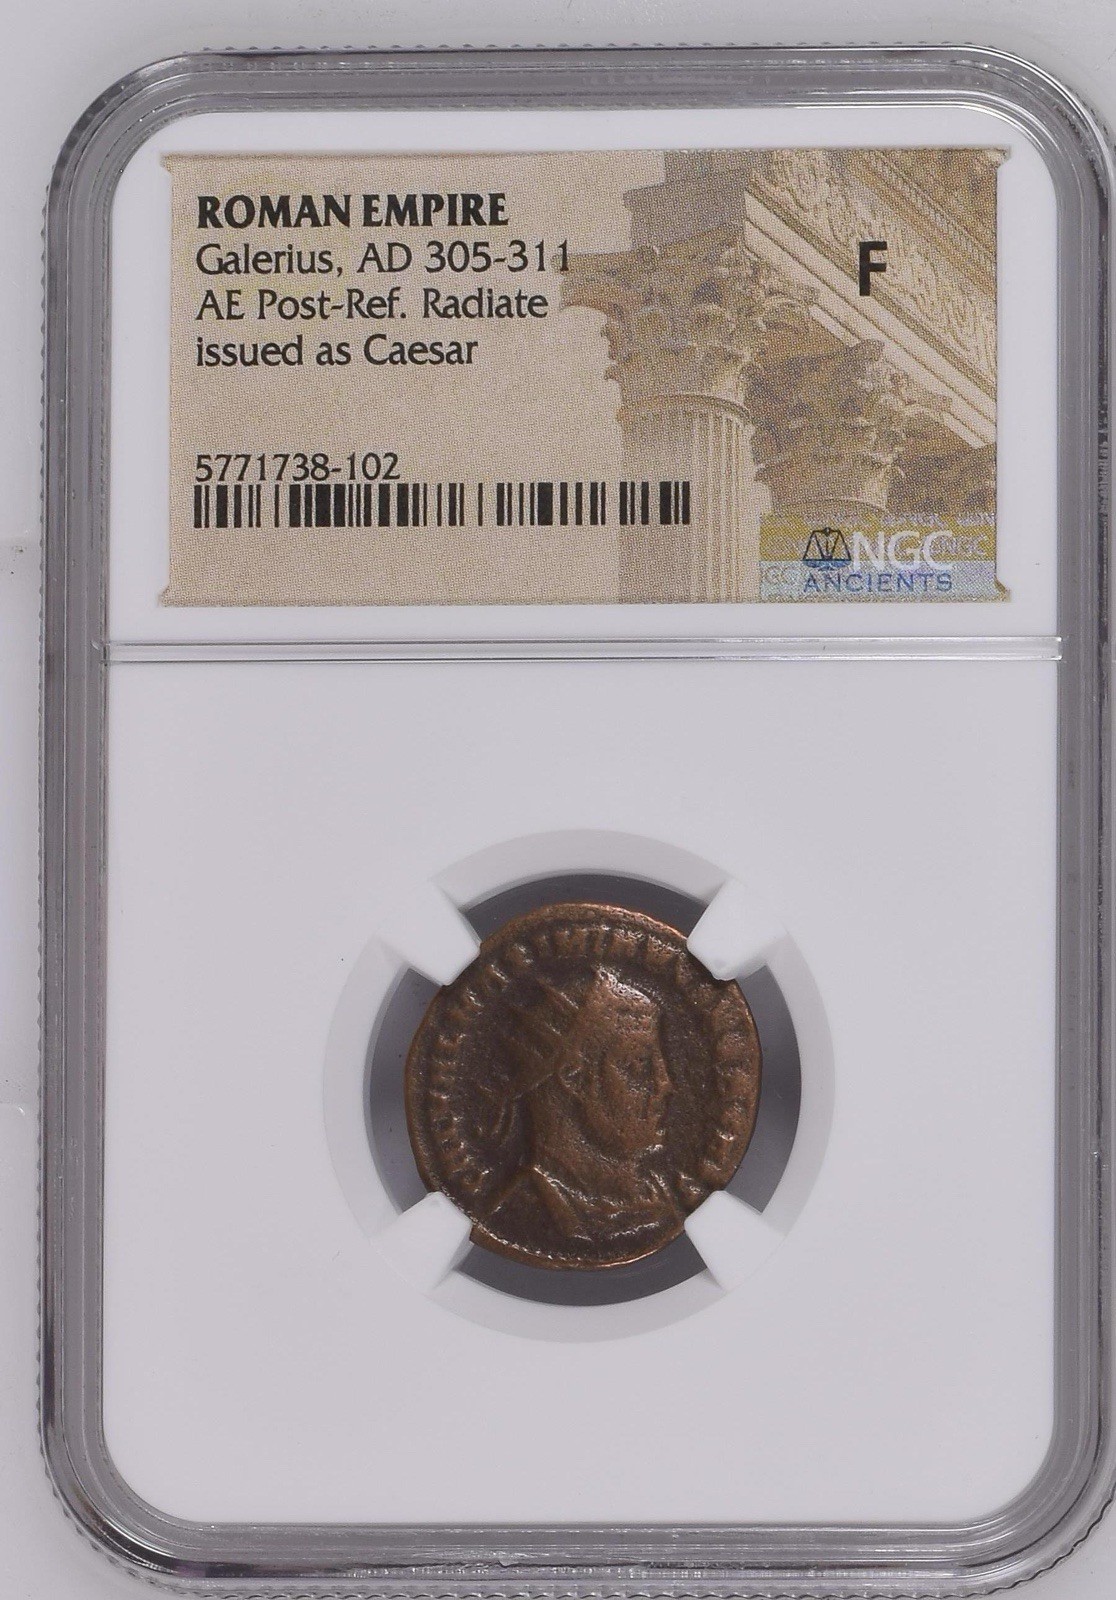 ROMAN EMPIRE
Galerius, AD 305-311
AE Post-Ref. Radiate
issued as Caesar
F
5771738-102
NGC
ANCIENTS